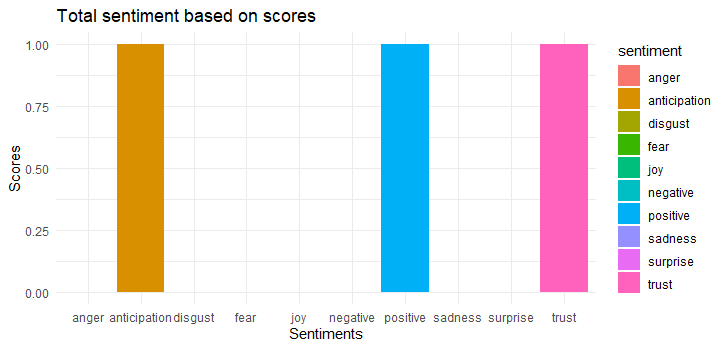 Total sentiment based on scores
Scores
1.00
0.75
0.50
0.25
0.00
anger anticipation disgust fear joy negative positive sadness surprise trust
Sentiments
sentiment
anger
anticipation
disgust
fear
joy
negative
positive
sadness
surprise
trust